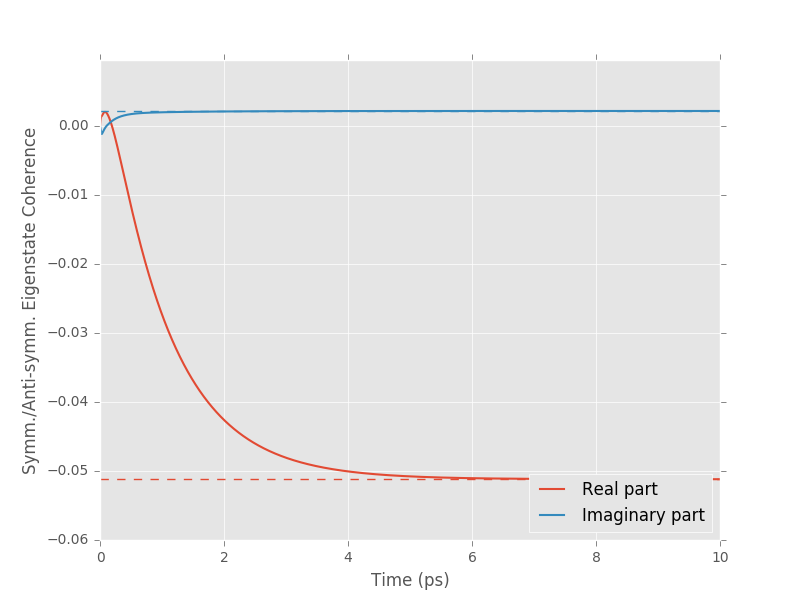 0.00
−0.01
−0.02
−0.03
−0.04
−0.05
−0.06
Symm./Anti-symm. Eigenstate Coherence
Real part
Imaginary part
0 2 4 6 8 10
Time (ps)